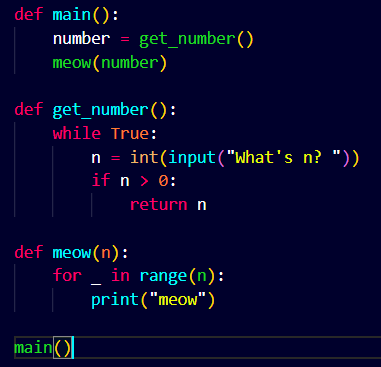 def main():
    number = get_number()
    meow(number)

def get_number():
    while True:
        n = int(input("What's n? "))
        if n > 0:
            return n

def meow(n):
    for _ in range(n):
        print("meow")

main()